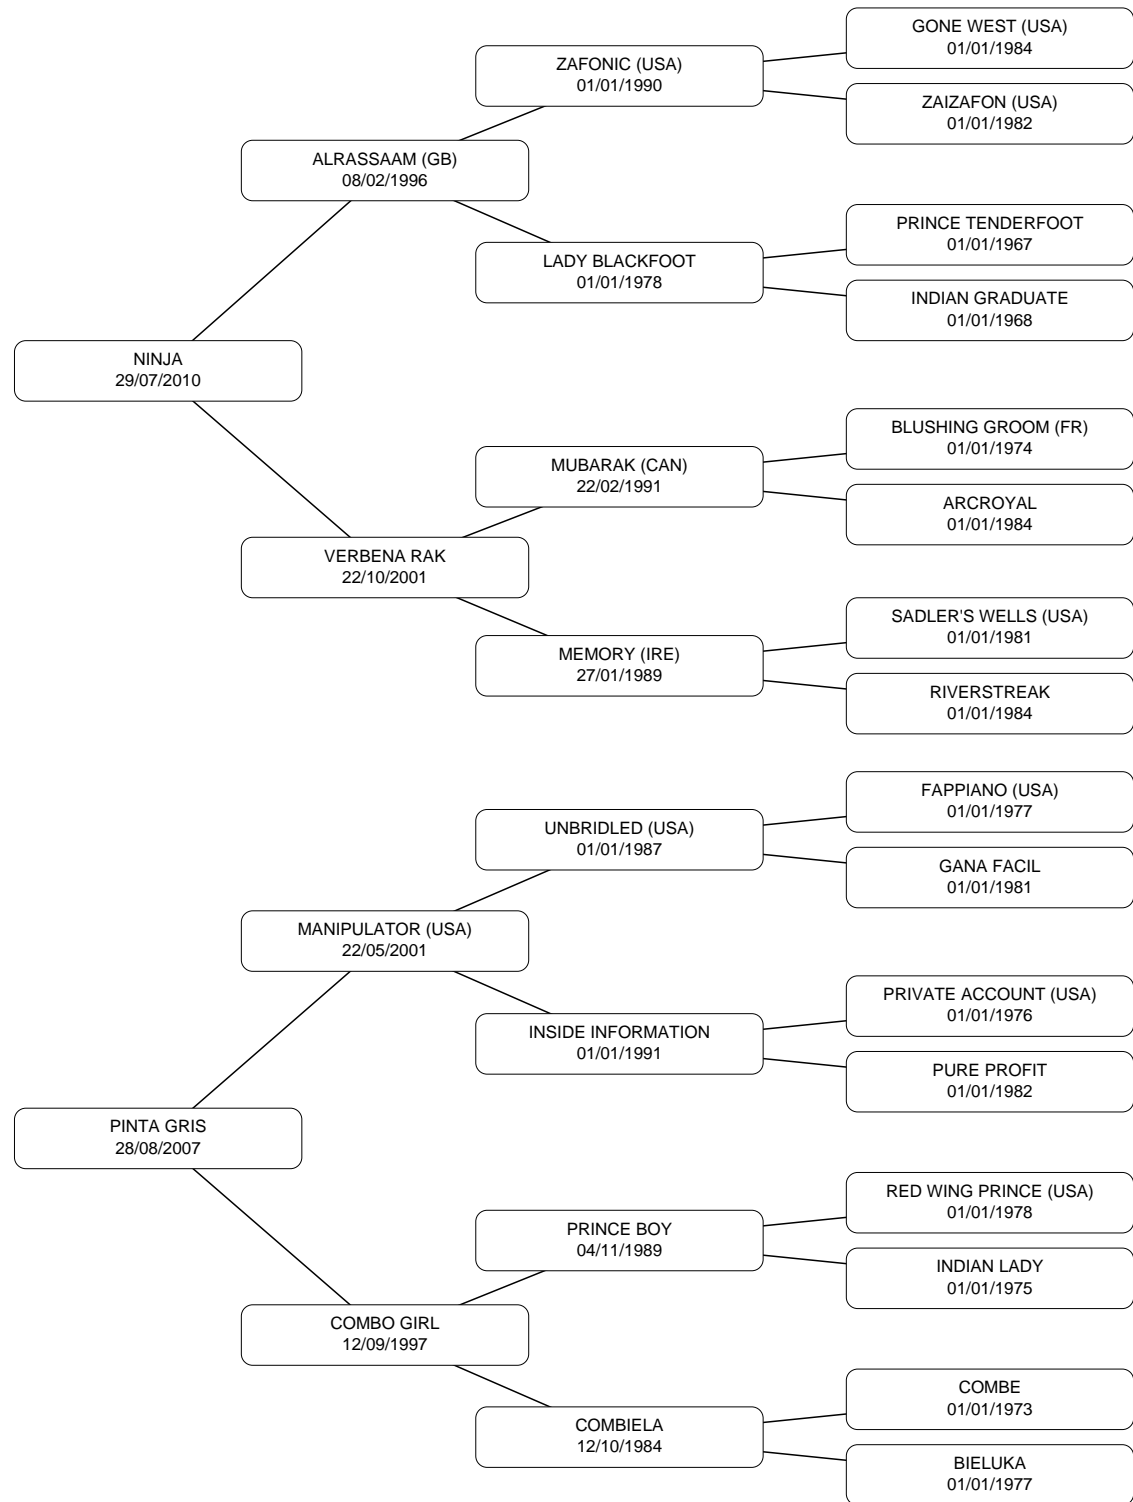 GONE WEST (USA)
01/01/1984
ZAFONIC (USA)
01/01/1990
ZAIZAFON (USA)
01/01/1982
ALRASSAAM (GB)
08/02/1996
PRINCE TENDERFOOT
01/01/1967
LADY BLACKFOOT
01/01/1978
INDIAN GRADUATE
01/01/1968
NINJA
29/07/2010
BLUSHING GROOM (FR)
01/01/1974
MUBARAK (CAN)
22/02/1991
ARCROYAL
01/01/1984
VERBENA RAK
22/10/2001
SADLER'S WELLS (USA)
01/01/1981
MEMORY (IRE)
27/01/1989
RIVERSTREAK
01/01/1984
FAPPIANO (USA)
01/01/1977
UNBRIDLED (USA)
01/01/1987
GANA FACIL
01/01/1981
MANIPULATOR (USA)
22/05/2001
PRIVATE ACCOUNT (USA)
01/01/1976
INSIDE INFORMATION
01/01/1991
PURE PROFIT
01/01/1982
PINTA GRIS
28/08/2007
RED WING PRINCE (USA)
01/01/1978
PRINCE BOY
04/11/1989
INDIAN LADY
01/01/1975
COMBO GIRL
12/09/1997
COMBE
01/01/1973
COMBIELA
12/10/1984
BIELUKA
01/01/1977